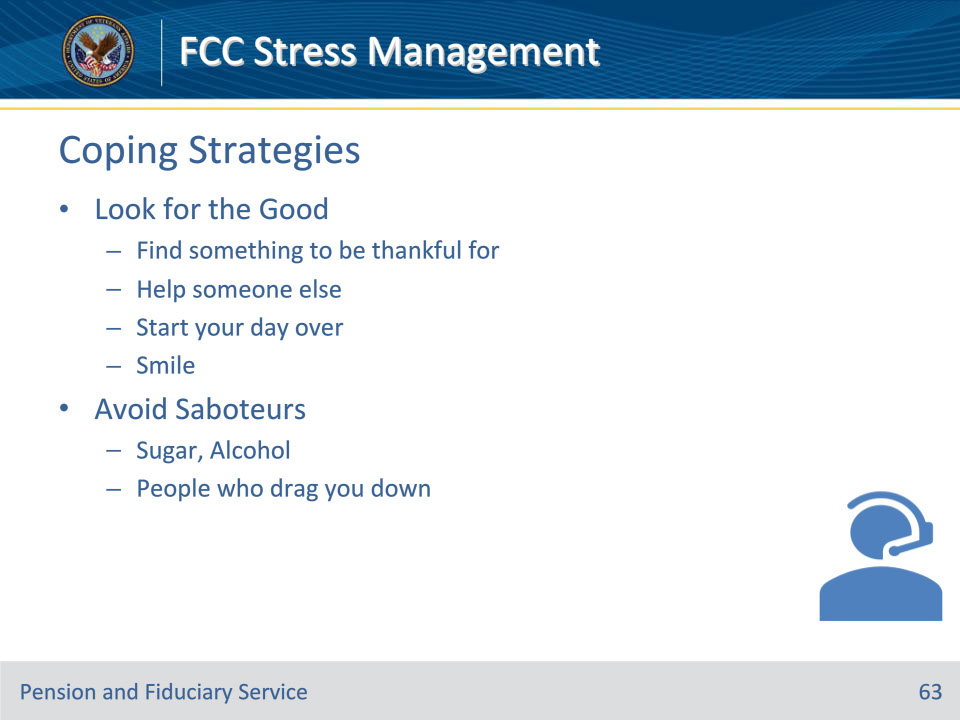 FCC Stress Management
Coping Strategies
• Look for the Good
– Find something to be thankful for
– Help someone else
– Start your day over
– Smile
• Avoid Saboteurs
– Sugar, Alcohol
– People who drag you down
Pension and Fiduciary Service
63